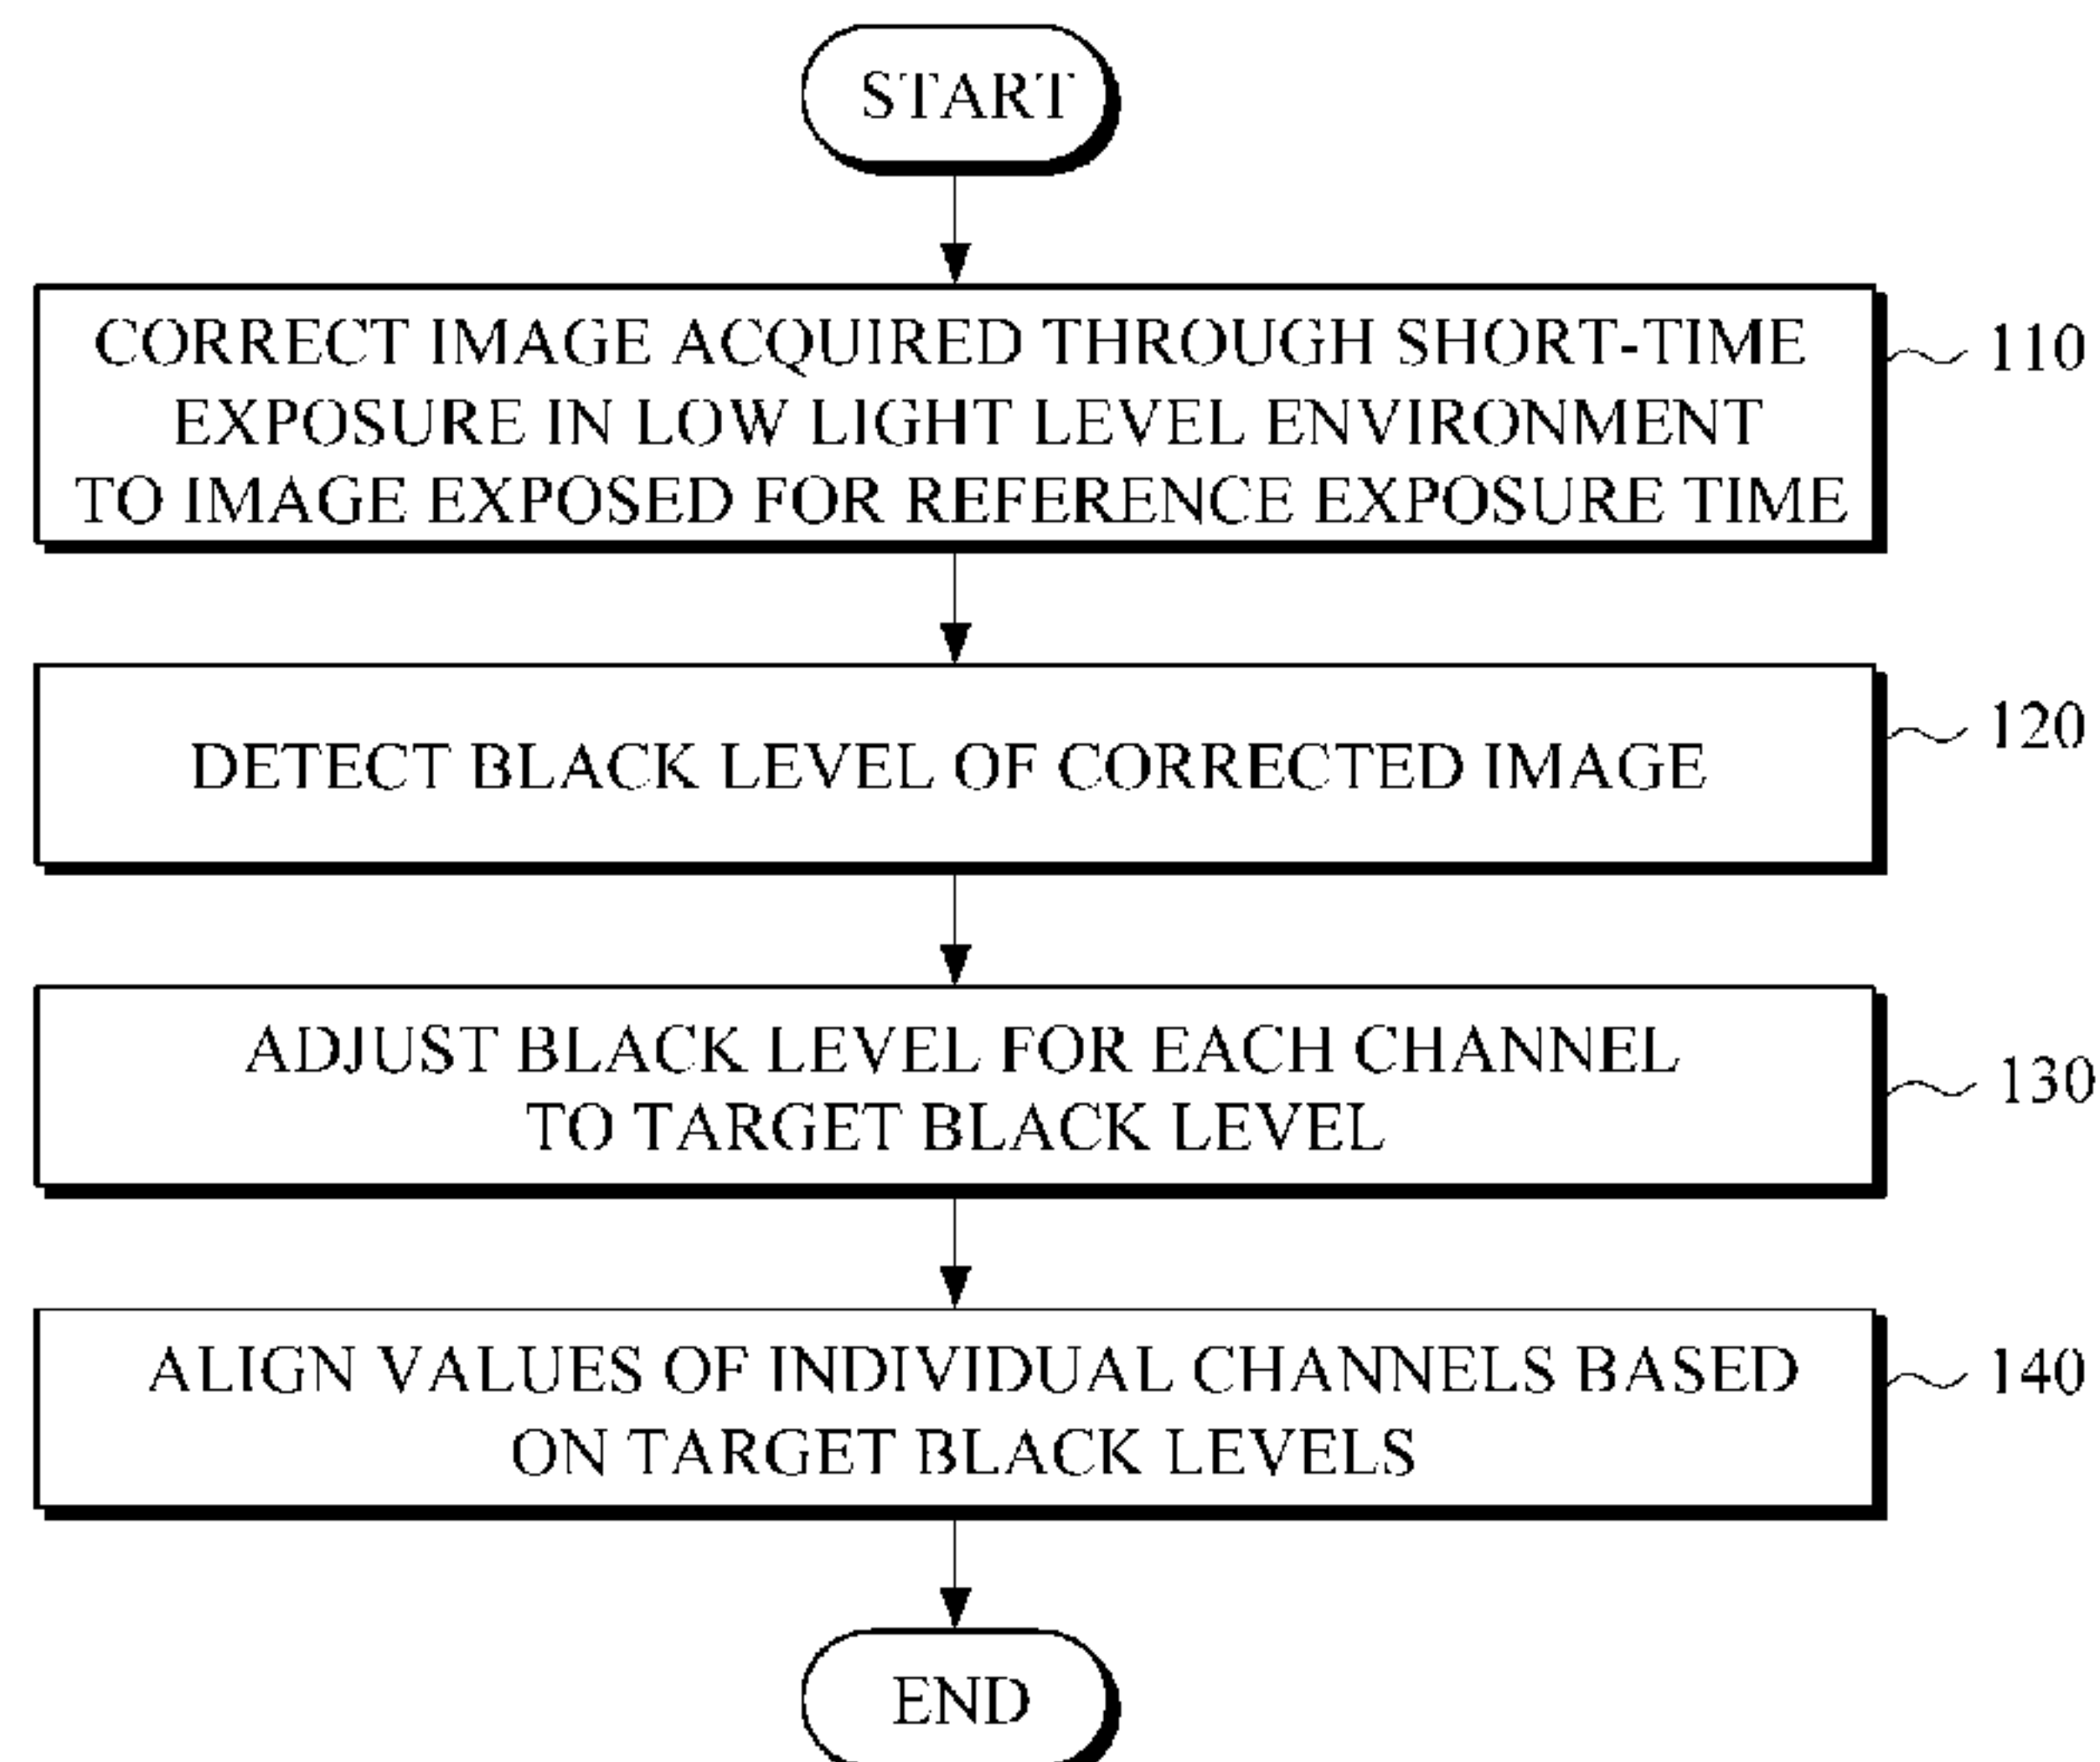 START
CORRECT IMAGE ACQUIRED THROUGH SHORT-TIME
EXPOSURE IN LOW LIGHT LEVEL ENVIRONMENT
TO IMAGE EXPOSED FOR REFERENCE EXPOSURE TIME
110
DETECT BLACK LEVEL OF CORRECTED IMAGE
120
ADJUST BLACK LEVEL FOR EACH CHANNEL
TO TARGET BLACK LEVEL
130
ALIGN VALUES OF INDIVIDUAL CHANNELS BASED
ON TARGET BLACK LEVELS
140
END